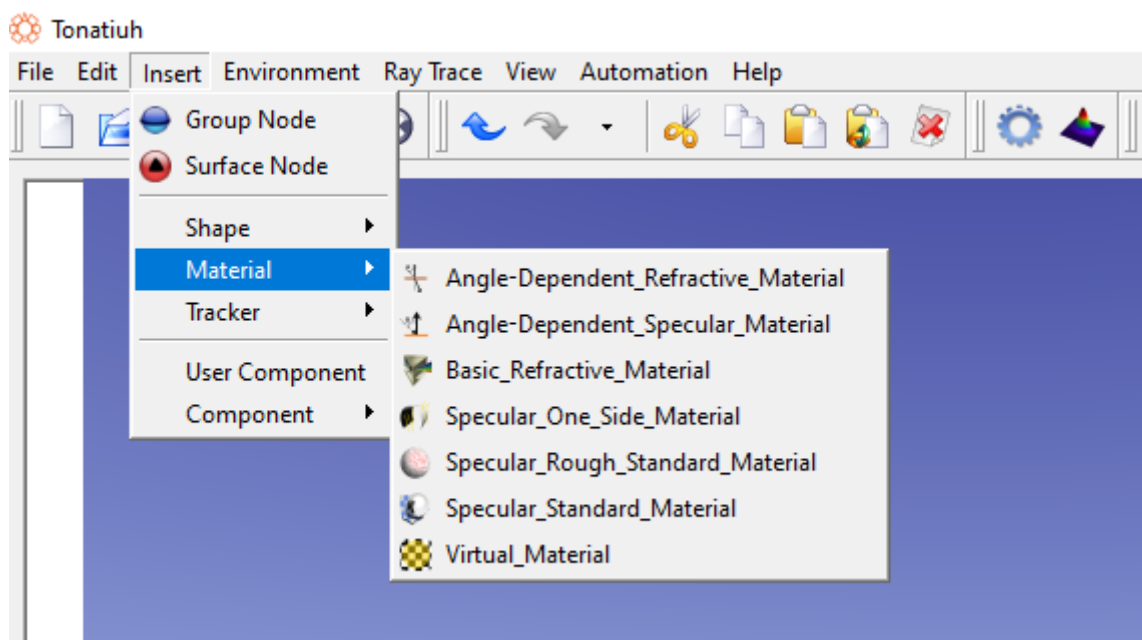 Tonatiuh
File Edit Insert Environment Ray Trace View Automation Help
Group Node
Surface Node
Shape
Material
Tracker
User Component
Component
Angle-Dependent_Refractive_Material
Angle-Dependent_Specular_Material
Basic_Refractive_Material
Specular_One_Side_Material
Specular_Rough_Standard_Material
Specular_Standard_Material
Virtual_Material